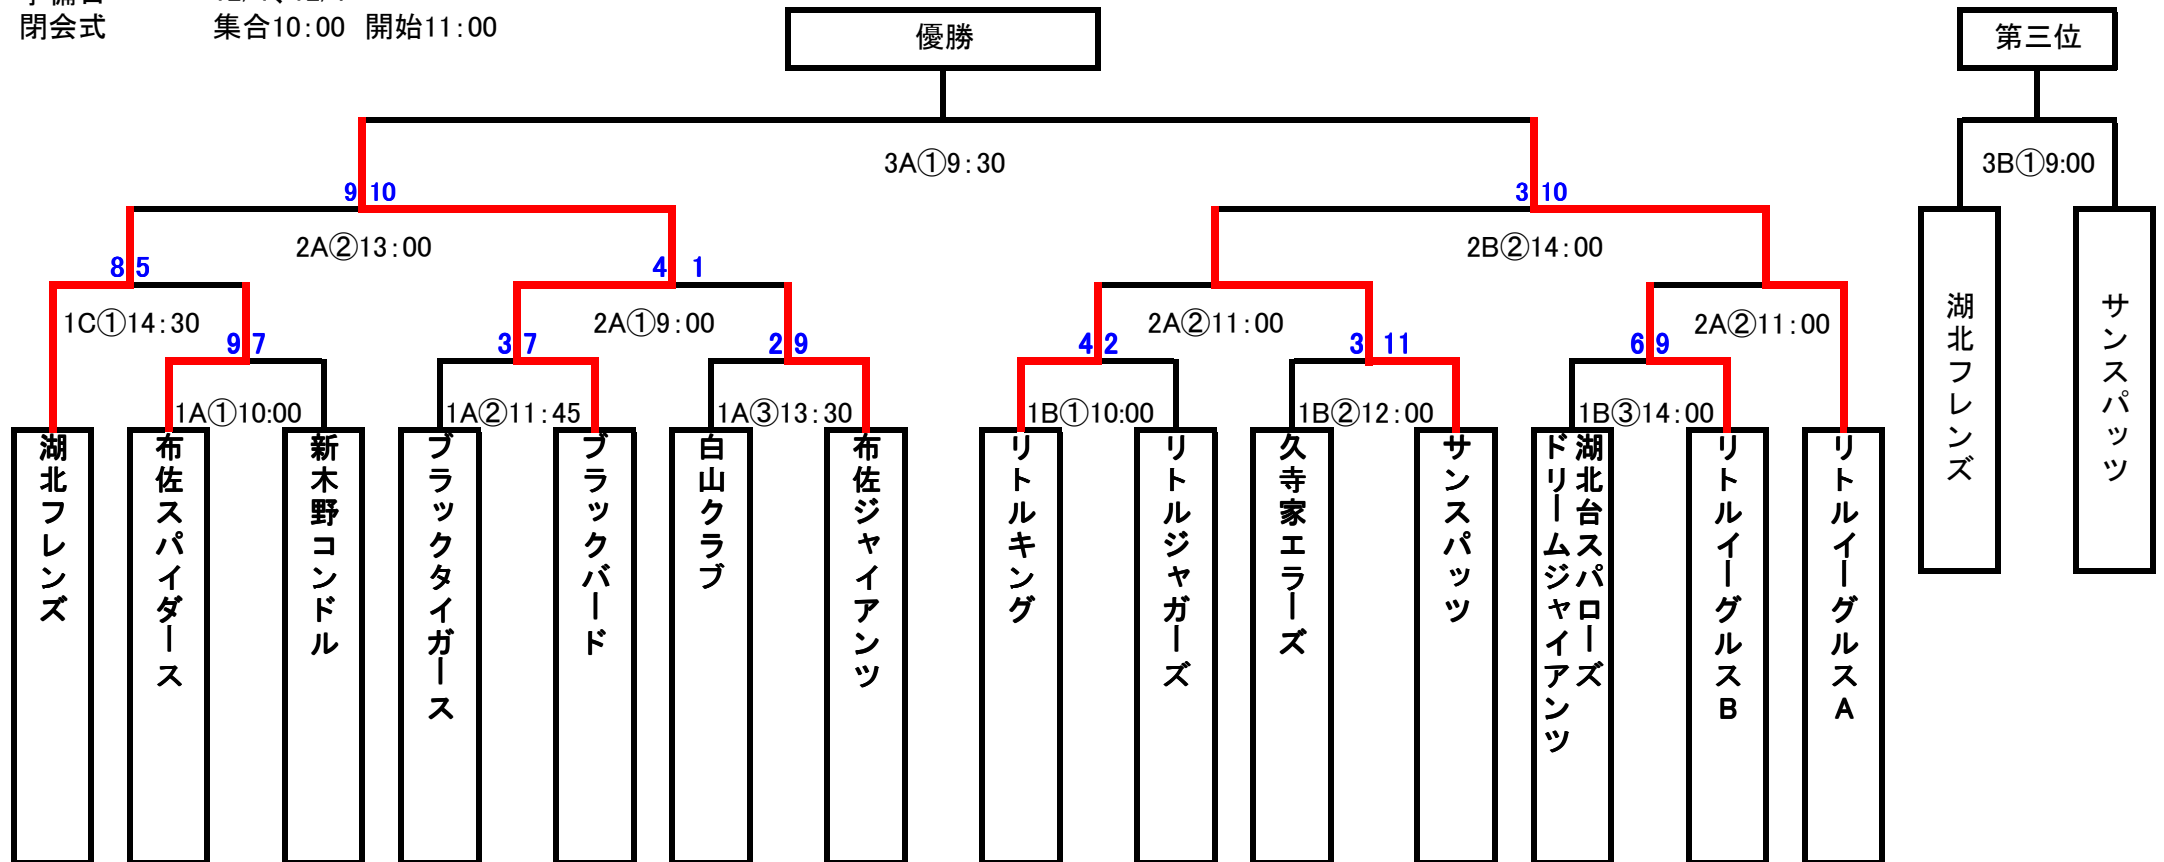 閉会式 集合10:00 開始11:00
優勝
第三位
3A①9:30
3B①9:00
9 10
3 10
2A②13:00
2B②14:00
8 5
4 1
1C①14:30
2A①9:00
2A②11:00
2A②11:00
9 7
3 7
2 9
4 2
3 11
6 9
1A①10:00
1A②11:45
1A③13:30
1B①10:00
1B②12:00
1B③14:00
湖北フレンズ
布佐スパイダース
新木野コンドル
ブラックタイガース
ブラックバード
白山クラブ
布佐ジャイアンツ
リトルキング
リトルジャガーズ
久寺家エラーズ
サンスパッツ
湖北台スパローズ
ドリームジャイアンツ
リトルイーグルスB
リトルイーグルスA
湖北フレンズ
サンスパッツ